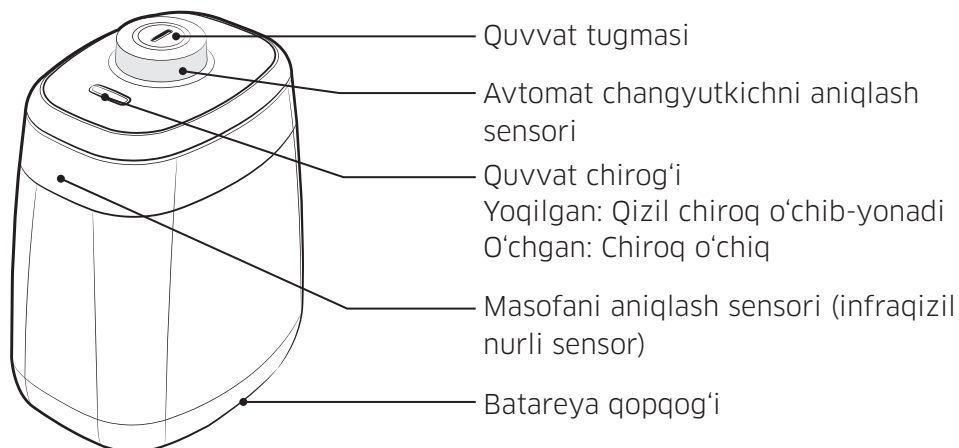 Quvvat tugmasi
Avtomat changyutkichni aniqlash
sensori
Quvvat chirog‘i
Yoqilgan: Qizil chiroq o‘chib-yonadi
O‘chgan: Chiroq o‘chiq
Masofani aniqlash sensori (infraqizil
nurli sensor)
Batareya qopqog‘i